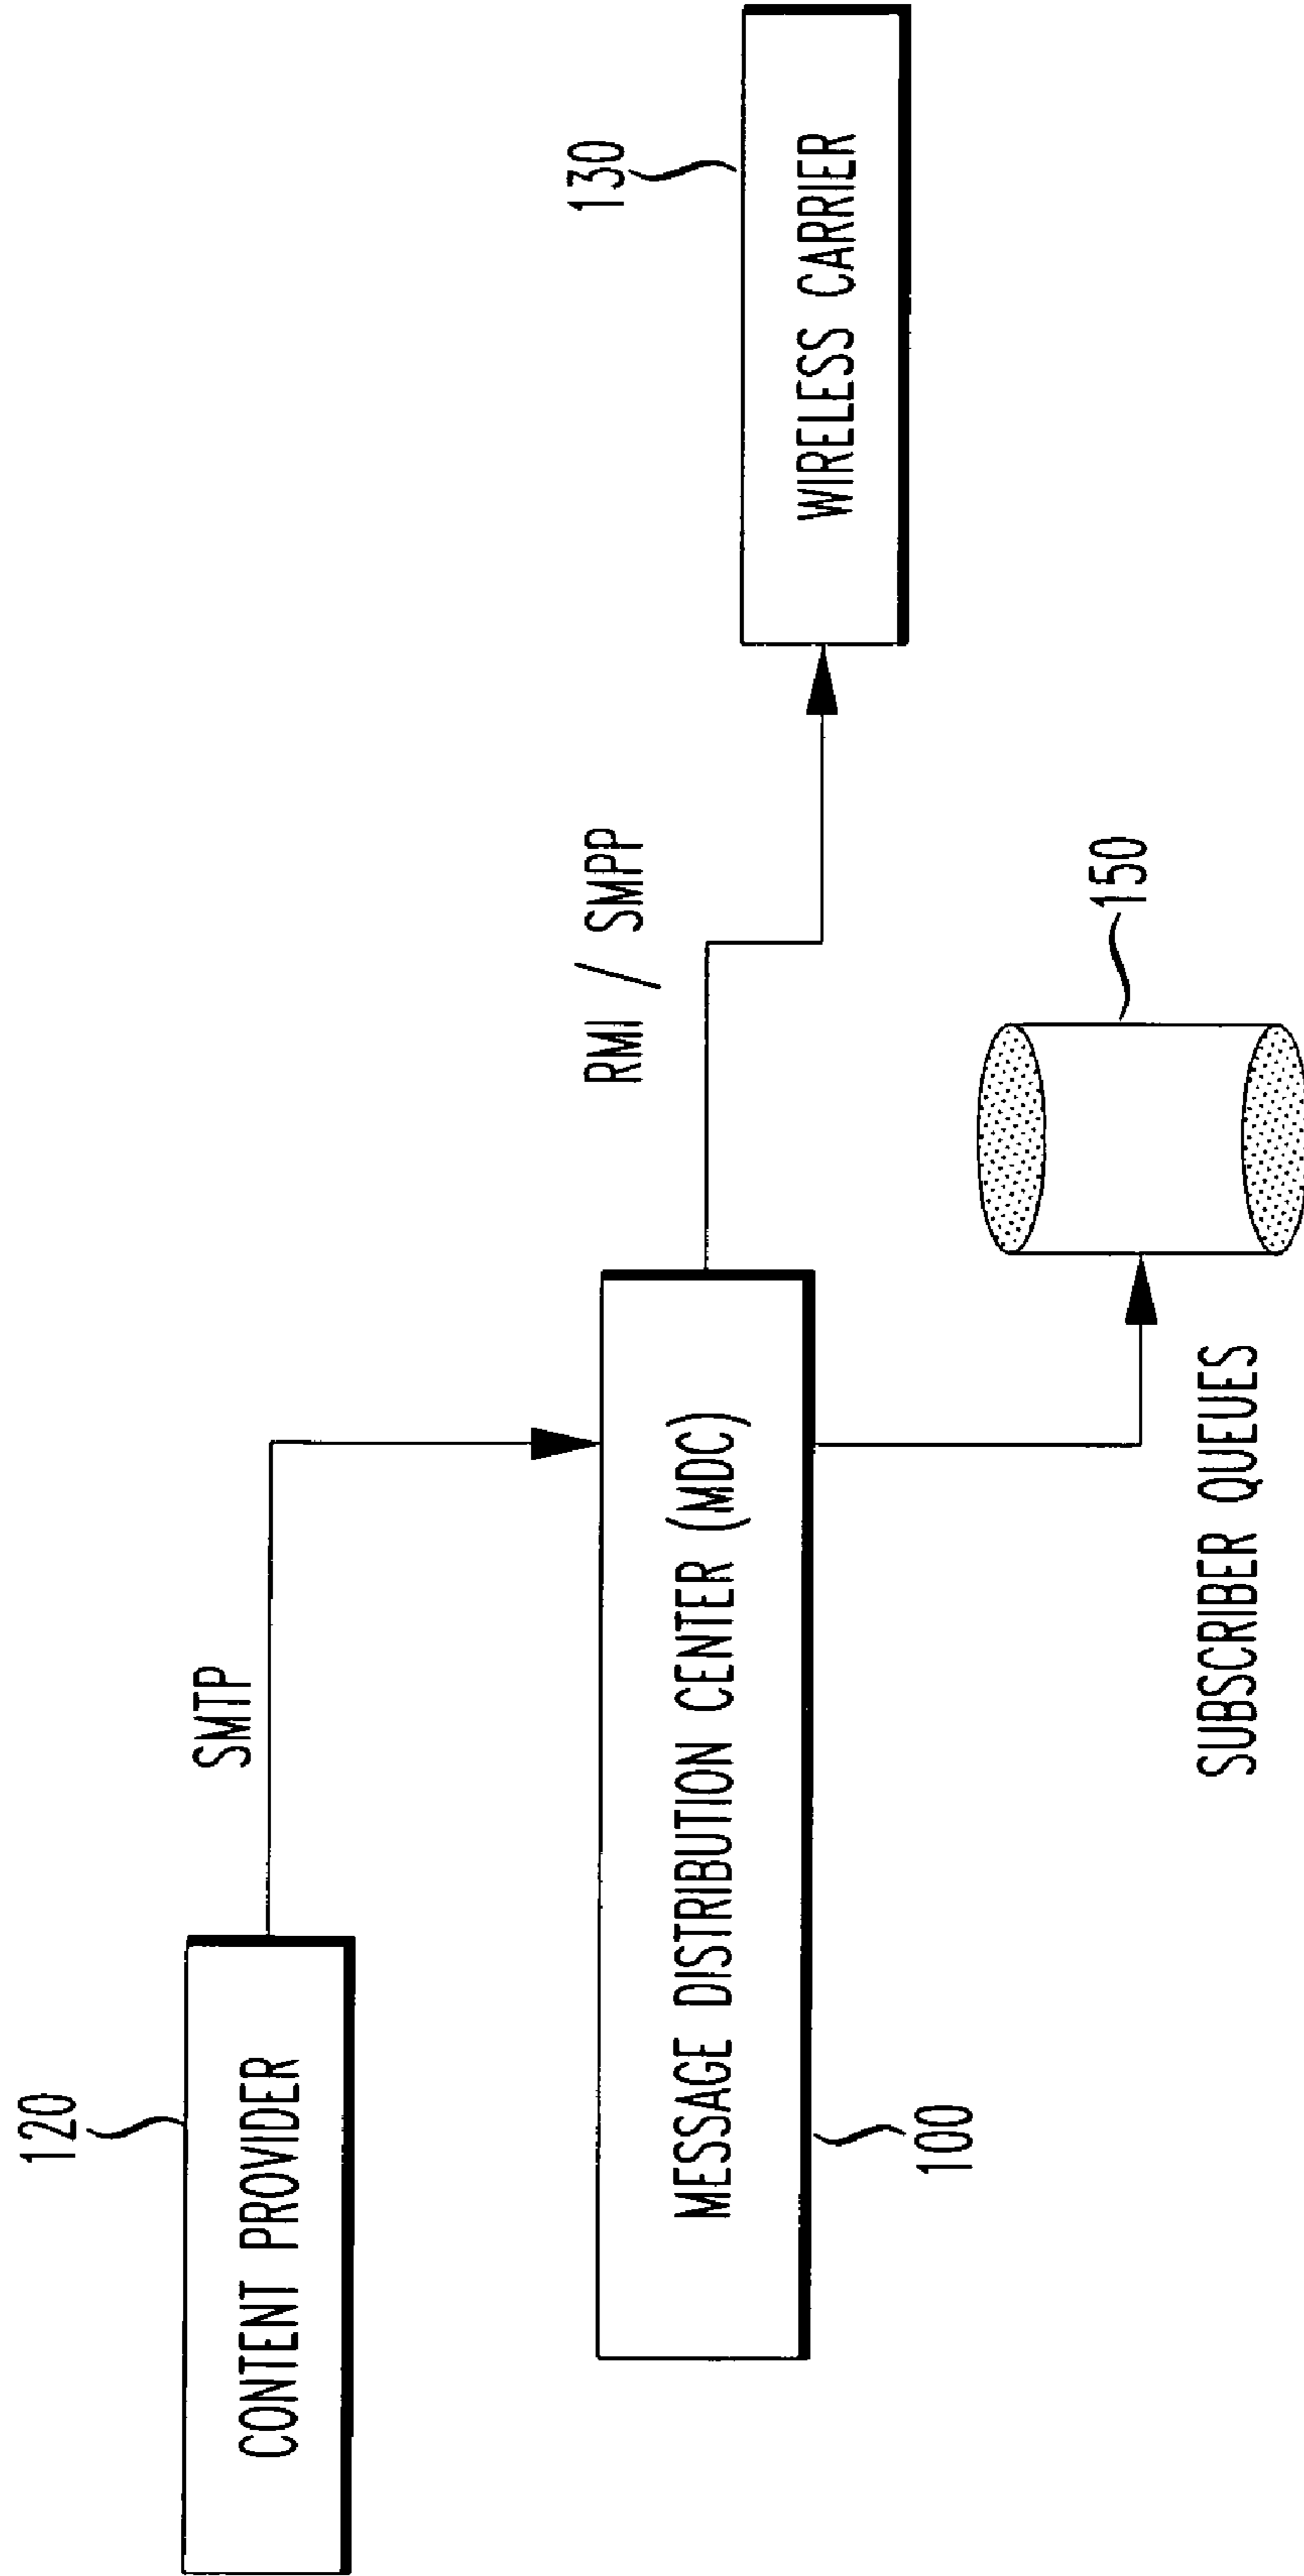 120
CONTENT PROVIDER
SMTP
130
WIRELESS CARRIER
RMI / SMPP
MESSAGE DISTRIBUTION CENTER (MDC)
100
150
SUBSCRIBER QUEUES